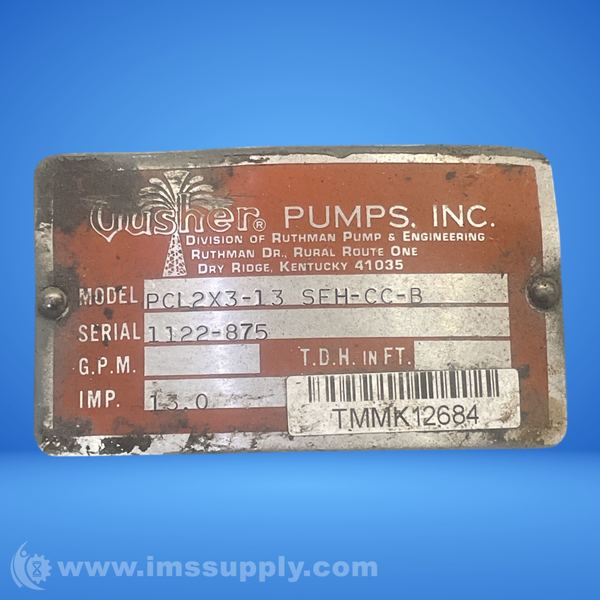 Gusher® PUMPS, INC.
DIVISION OF RUTHMAN PUMP & ENGINEERING
RUTHMAN DR., RURAL ROUTE ONE
DRY RIDGE, KENTUCKY 41035
MODEL PCL2X3-13 SEH-CC-B
SERIAL 1122-875
G.P.M. T.D.H. IN FT.
IMP. 13.0
TMMK12684
www.imssupply.com